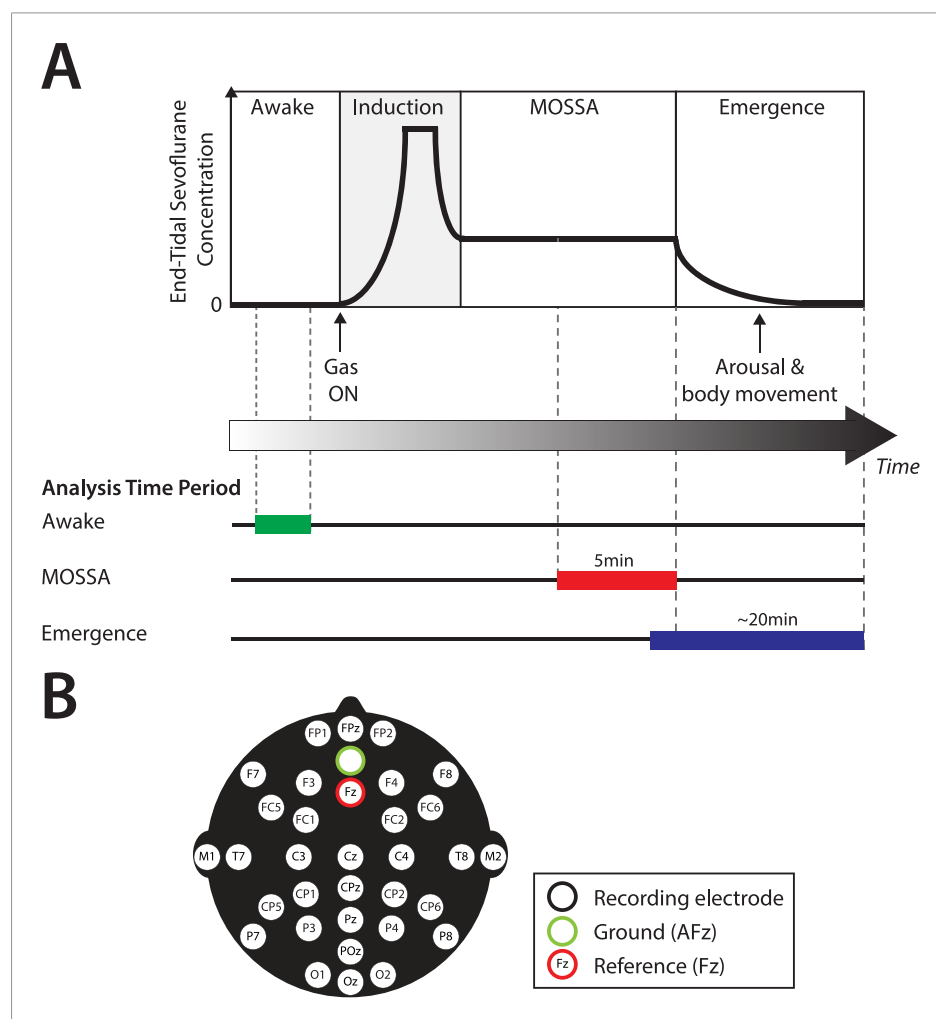 A
Awake Induction MOSSA Emergence
End-Tidal Sevoflurane
Concentration
0
Gas
ON
Arousal &
body movement
Time
Analysis Time Period
Awake
MOSSA
5min
Emergence
~20min
B
FP1 FPz FP2
F7 F3 Fz F4 F8
FC5 FC1 FC2 FC6
M1 T7 C3 Cz C4 T8 M2
CP5 CP1 CPz CP2 CP6
P7 P3 Pz P4 P8
POz
O1 Oz O2
Recording electrode
Ground (AFz)
Fz Reference (Fz)